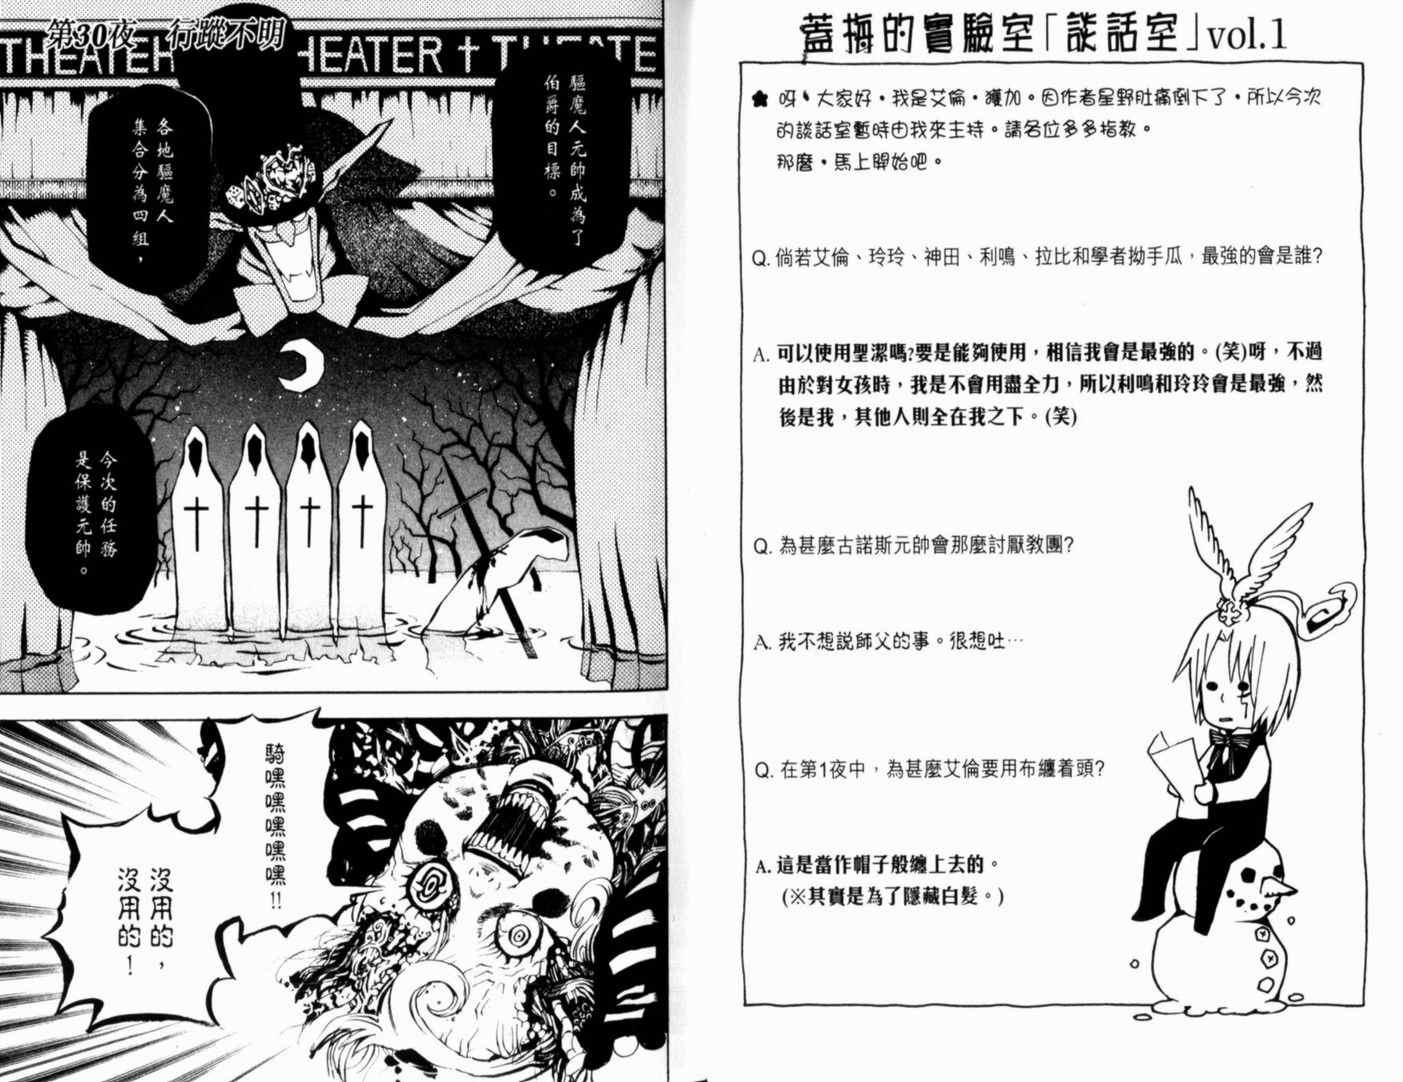 蓋梅的實驗室「談話室」vol.1
呀、大家好，我是艾倫・獲加。因作者星野肚痛倒下了，所以今次
的談話室暫時由我來主持。請各位多多指教。
那麼，馬上開始吧。
Q. 倘若艾倫、玲玲、神田、利鳴、拉比和學者拗手瓜，最強的會是誰?
A. 可以使用聖潔嗎?要是能夠使用，相信我會是最強的。(笑)呀，不過
由於對女孩時，我是不會用盡全力，所以利鳴和玲玲會是最強，然
後是我，其他人則全在我之下。(笑)
Q. 為甚麼古諾斯元帥會那麼討厭教團?
A. 我不想說師父的事。很想吐…
Q. 在第1夜中，為甚麼艾倫要用布纏着頭?
A. 這是當作帽子般纏上去的。
(※其實是為了隱藏白髮。)
第30夜 行蹤不明
THEATER HEATER † THEATE
驅魔人元帥成為了
伯爵的目標。
各地驅魔人
集合分為四組，
今次的任務
是保護元帥。
騎嘿嘿嘿嘿嘿!!
沒用的，
沒用的!